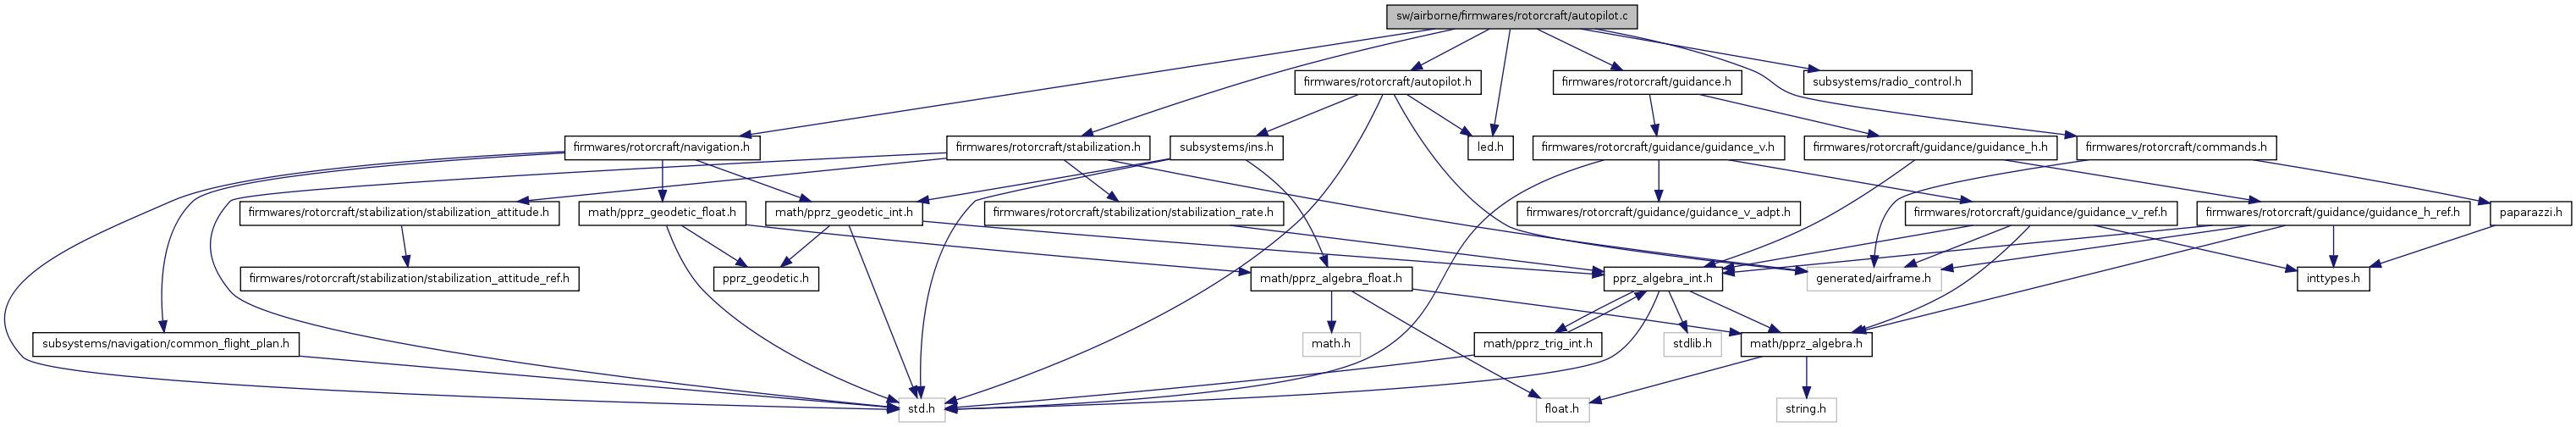 sw/airborne/firmwares/rotorcraft/autopilot.c
firmwares/rotorcraft/autopilot.h
firmwares/rotorcraft/guidance.h
subsystems/radio_control.h
firmwares/rotorcraft/navigation.h
firmwares/rotorcraft/stabilization.h
subsystems/ins.h
led.h
firmwares/rotorcraft/guidance/guidance_v.h
firmwares/rotorcraft/guidance/guidance_h.h
firmwares/rotorcraft/commands.h
firmwares/rotorcraft/stabilization/stabilization_attitude.h
math/pprz_geodetic_float.h
math/pprz_geodetic_int.h
firmwares/rotorcraft/stabilization/stabilization_rate.h
firmwares/rotorcraft/guidance/guidance_v_adpt.h
firmwares/rotorcraft/guidance/guidance_v_ref.h
firmwares/rotorcraft/guidance/guidance_h_ref.h
paparazzi.h
firmwares/rotorcraft/stabilization/stabilization_attitude_ref.h
pprz_geodetic.h
math/pprz_algebra_float.h
pprz_algebra_int.h
generated/airframe.h
inttypes.h
subsystems/navigation/common_flight_plan.h
math.h
math/pprz_trig_int.h
stdlib.h
math/pprz_algebra.h
std.h
float.h
string.h